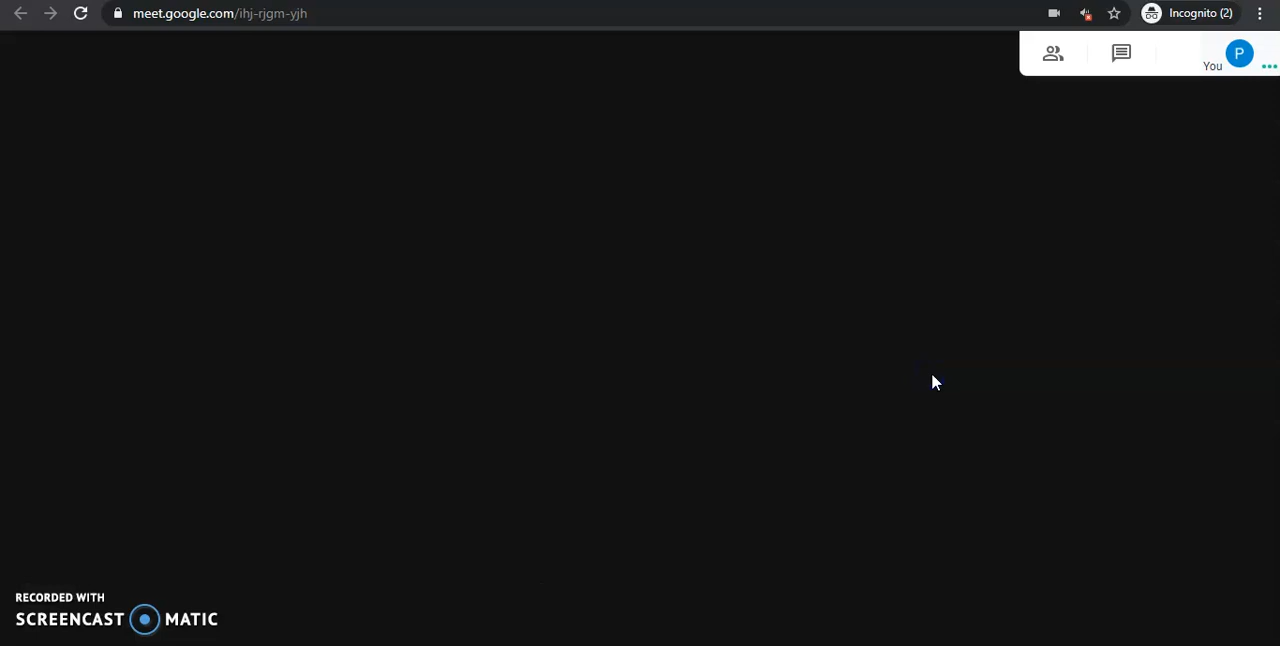 meet.google.com/ihj-rjgm-yjh
Incognito (2)
You
P
RECORDED WITH
SCREENCAST MATIC